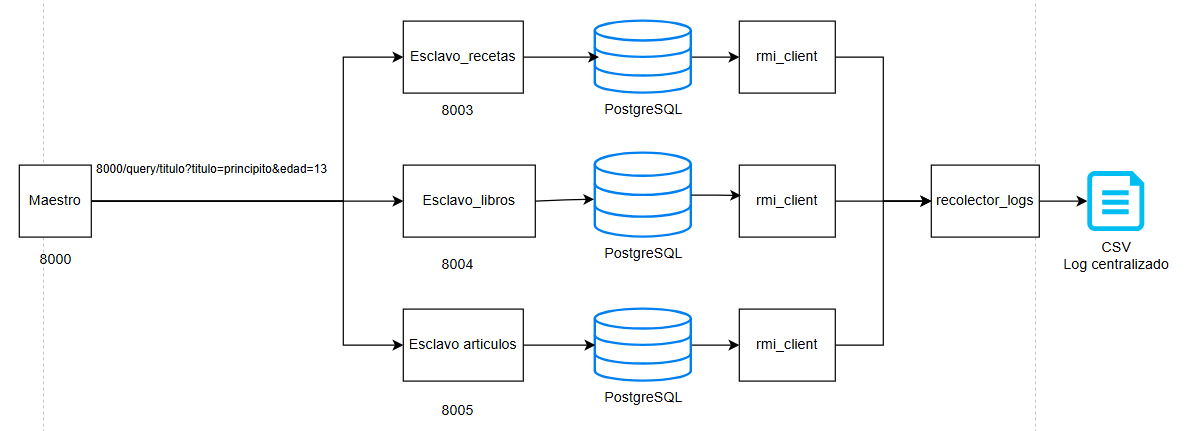 Esclavo_recetas
8003
PostgreSQL
rmi_client
8000/query/titulo?titulo=principito&edad=13
Maestro
8000
Esclavo_libros
8004
PostgreSQL
rmi_client
recolector_logs
CSV
Log centralizado
Esclavo articulos
8005
PostgreSQL
rmi_client